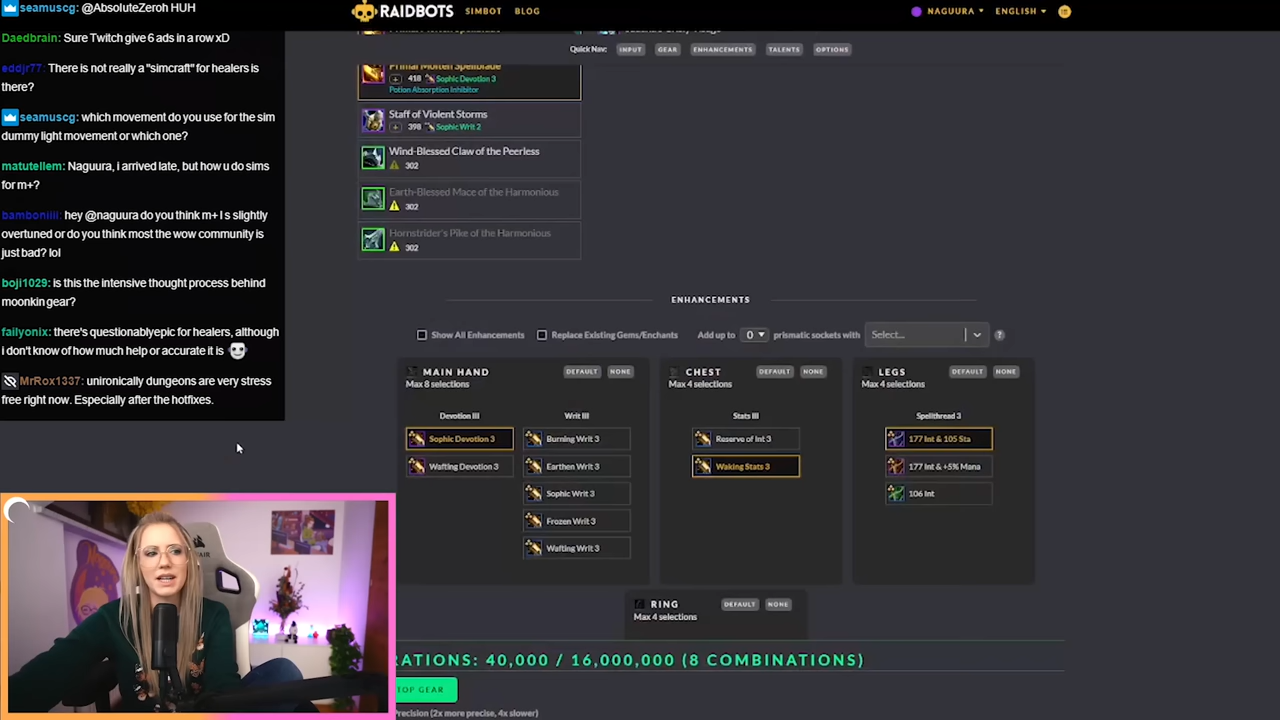 seamuscg: @AbsoluteZeroh HUH
Daedbrain: Sure Twitch give 6 ads in a row xD
eddjr77: There is not really a "simcraft" for healers is
there?
seamuscg: which movement do you use for the sim
dummy light movement or which one?
matutellem: Naguura, i arrived late, but how u do sims
for m+?
bamboniiii: hey @naguura do you think m+ I s slightly
overtuned or do you think most the wow community is
just bad? lol
boji1029: is this the intensive thought process behind
moonkin gear?
failyonix: there's questionablyepic for healers, although
i don't know of how much help or accurate it is
MrRox1337: unironically dungeons are very stress
free right now. Especially after the hotfixes.
RAIDBOTS
SIMBOT
BLOG
NAGUURA
ENGLISH
Quick Nav:
INPUT
GEAR
ENHANCEMENTS
TALENTS
OPTIONS
Primal Molten Spellblade
+ 418 Sophic Devotion 3
Potion Absorption Inhibitor
Staff of Violent Storms
+ 398 Sophic Writ 2
Wind-Blessed Claw of the Peerless
302
Earth-Blessed Mace of the Harmonious
302
Hornstrider's Pike of the Harmonious
302
ENHANCEMENTS
Show All Enhancements
Replace Existing Gems/Enchants
Add up to 0 prismatic sockets with Select... ?
MAIN HAND
DEFAULT
NONE
Max 8 selections
Devotion III
Sophic Devotion 3
Wafting Devotion 3
Writ III
Burning Writ 3
Earthen Writ 3
Sophic Writ 3
Frozen Writ 3
Wafting Writ 3
CHEST
DEFAULT
NONE
Max 4 selections
Stats III
Reserve of Int 3
Waking Stats 3
LEGS
DEFAULT
NONE
Max 4 selections
Spellthread 3
177 Int & 105 Sta
177 Int & +5% Mana
106 Int
RING
DEFAULT
NONE
Max 4 selections
RATIONS: 40,000 / 16,000,000 (8 COMBINATIONS)
TOP GEAR
Precision (2x more precise, 4x slower)